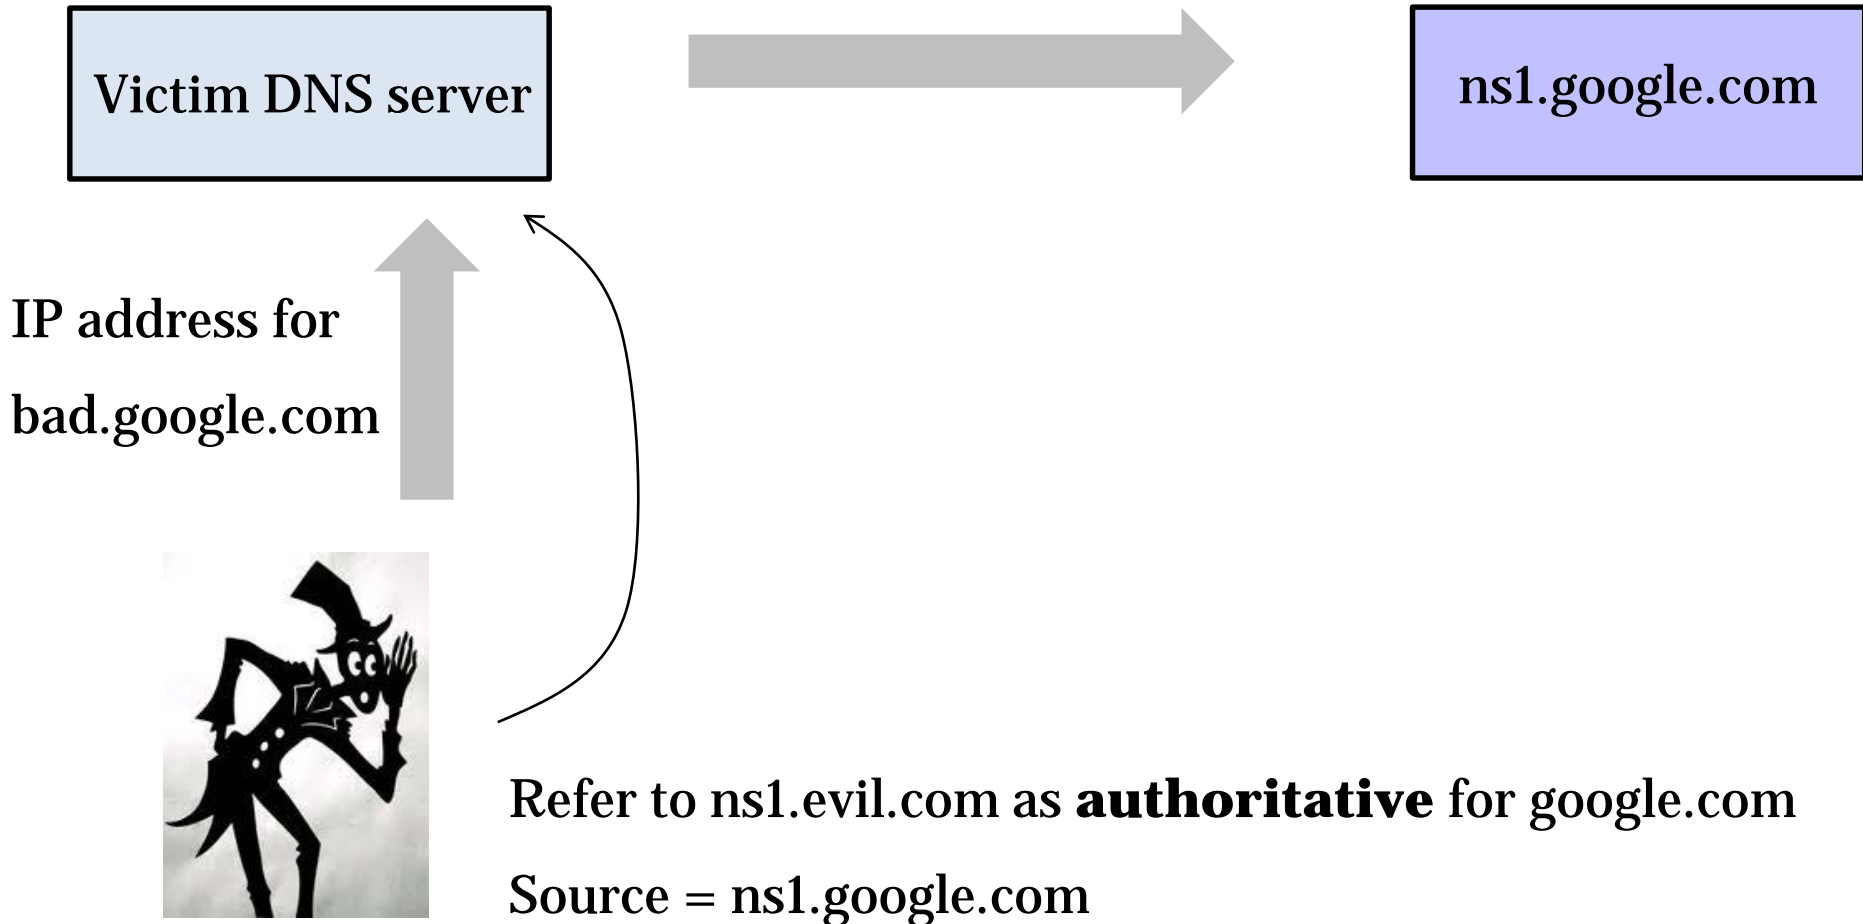 Victim DNS server
ns1.google.com
IP address for
bad.google.com
Refer to ns1.evil.com as authoritative for google.com
Source = ns1.google.com